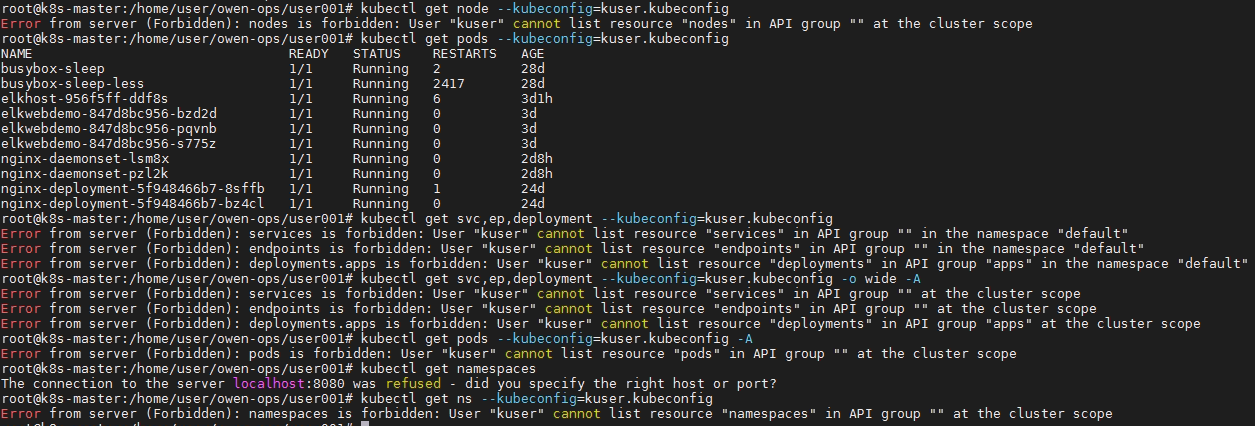 root@k8s-master:/home/user/owen-ops/user001# kubectl get node --kubeconfig=kuser.kubeconfig
Error from server (Forbidden): nodes is forbidden: User "kuser" cannot list resource "nodes" in API group "" at the cluster scope
root@k8s-master:/home/user/owen-ops/user001# kubectl get pods --kubeconfig=kuser.kubeconfig
NAME READY STATUS RESTARTS AGE
busybox-sleep 1/1 Running 2 28d
busybox-sleep-less 1/1 Running 2417 28d
elkhost-956f5ff-ddf8s 1/1 Running 6 3d1h
elkwebdemo-847d8bc956-bzd2d 1/1 Running 0 3d
elkwebdemo-847d8bc956-pqvnb 1/1 Running 0 3d
elkwebdemo-847d8bc956-s775z 1/1 Running 0 3d
nginx-daemonset-lsm8x 1/1 Running 0 2d8h
nginx-daemonset-pzl2k 1/1 Running 0 2d8h
nginx-deployment-5f948466b7-8sffb 1/1 Running 1 24d
nginx-deployment-5f948466b7-bz4cl 1/1 Running 0 24d
root@k8s-master:/home/user/owen-ops/user001# kubectl get svc,ep,deployment --kubeconfig=kuser.kubeconfig
Error from server (Forbidden): services is forbidden: User "kuser" cannot list resource "services" in API group "" in the namespace "default"
Error from server (Forbidden): endpoints is forbidden: User "kuser" cannot list resource "endpoints" in API group "" in the namespace "default"
Error from server (Forbidden): deployments.apps is forbidden: User "kuser" cannot list resource "deployments" in API group "apps" in the namespace "default"
root@k8s-master:/home/user/owen-ops/user001# kubectl get svc,ep,deployment --kubeconfig=kuser.kubeconfig -o wide -A
Error from server (Forbidden): services is forbidden: User "kuser" cannot list resource "services" in API group "" at the cluster scope
Error from server (Forbidden): endpoints is forbidden: User "kuser" cannot list resource "endpoints" in API group "" at the cluster scope
Error from server (Forbidden): deployments.apps is forbidden: User "kuser" cannot list resource "deployments" in API group "apps" at the cluster scope
root@k8s-master:/home/user/owen-ops/user001# kubectl get pods --kubeconfig=kuser.kubeconfig -A
Error from server (Forbidden): pods is forbidden: User "kuser" cannot list resource "pods" in API group "" at the cluster scope
root@k8s-master:/home/user/owen-ops/user001# kubectl get namespaces
The connection to the server localhost:8080 was refused - did you specify the right host or port?
root@k8s-master:/home/user/owen-ops/user001# kubectl get ns --kubeconfig=kuser.kubeconfig
Error from server (Forbidden): namespaces is forbidden: User "kuser" cannot list resource "namespaces" in API group "" at the cluster scope
root@k8s-master:/home/user/owen-ops/user001#